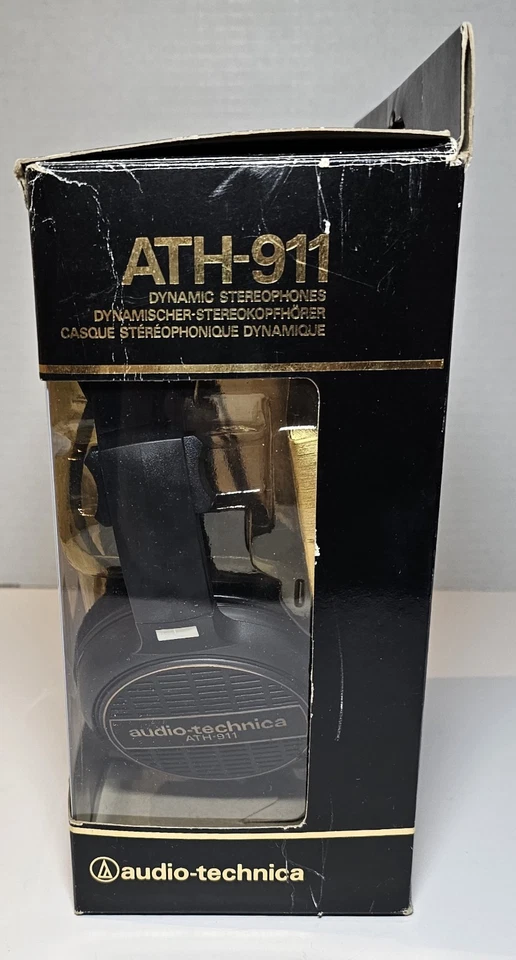 ATH-911
DYNAMIC STEREOPHONES
DYNAMISCHER-STEREOKOPFHÖRER
CASQUE STÉRÉOPHONIQUE DYNAMIQUE
audio-technica
ATH-911
audio-technica